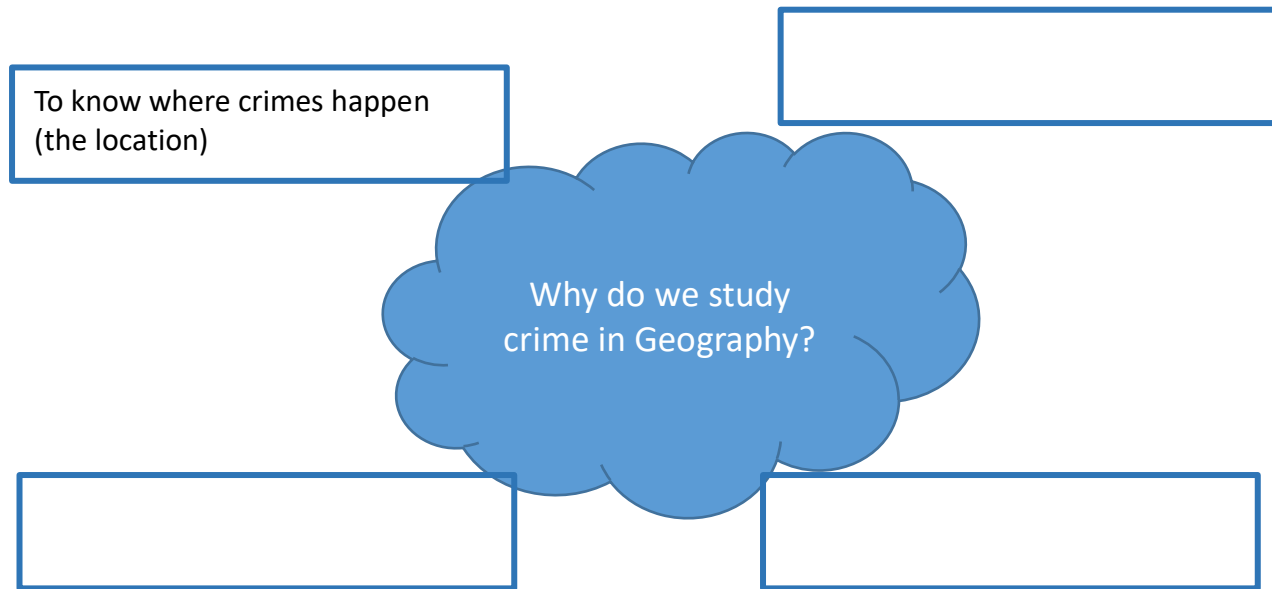 To know where crimes happen
(the location)
Why do we study
crime in Geography?